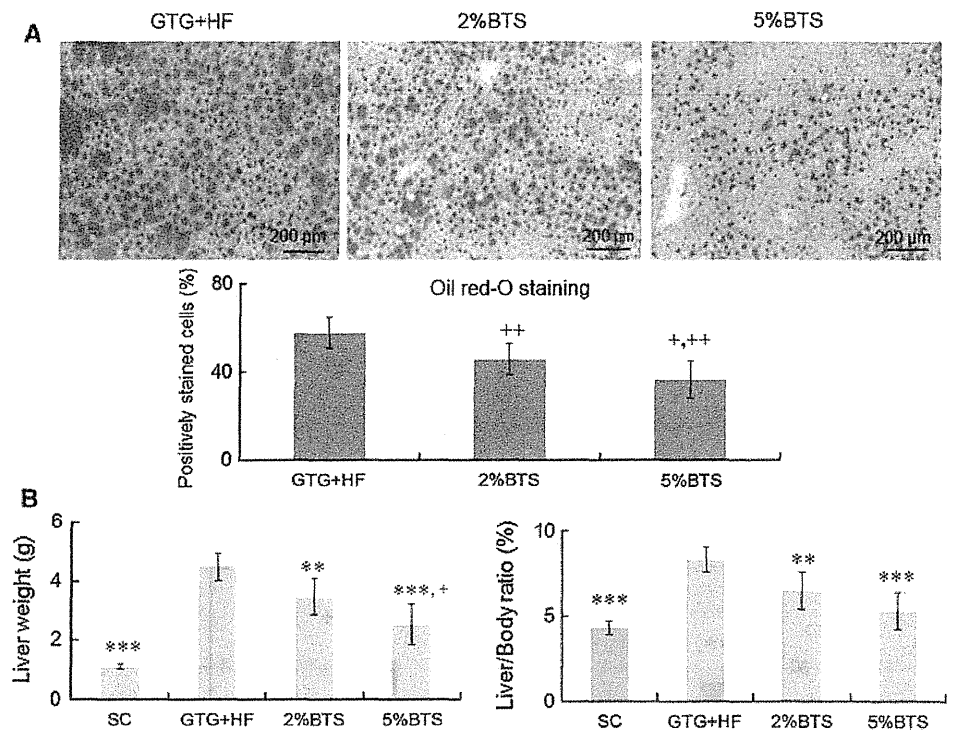 A
GTG+HF 2%BTS 5%BTS
200 µm 200 µm 200 µm
Oil red-O staining
Positively stained cells (%)
80
40
0
++
+,++
GTG+HF 2%BTS 5%BTS
B
Liver weight (g)
6
4
2
0
***
**
***,+
SC GTG+HF 2%BTS 5%BTS
Liver/Body ratio (%)
10
5
0
***
**
***
SC GTG+HF 2%BTS 5%BTS